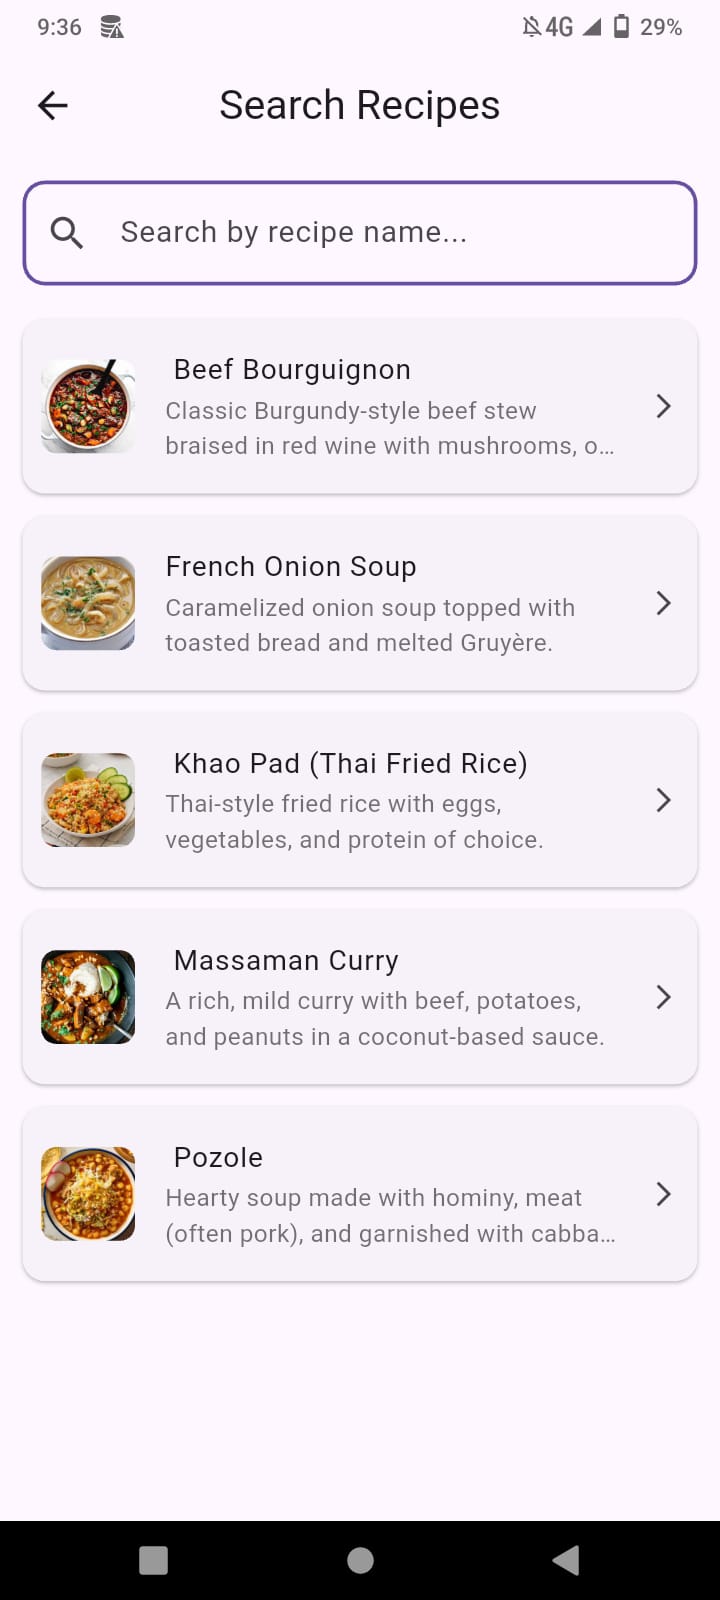 9:36 4G 29%
Search Recipes
Search by recipe name...
Beef Bourguignon
Classic Burgundy-style beef stew
braised in red wine with mushrooms, o...
French Onion Soup
Caramelized onion soup topped with
toasted bread and melted Gruyère.
Khao Pad (Thai Fried Rice)
Thai-style fried rice with eggs,
vegetables, and protein of choice.
Massaman Curry
A rich, mild curry with beef, potatoes,
and peanuts in a coconut-based sauce.
Pozole
Hearty soup made with hominy, meat
(often pork), and garnished with cabba...